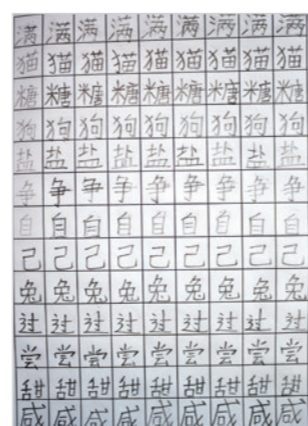 满满满满满满满满满
猫猫猫猫猫猫猫猫猫
糖糖糖糖糖糖糖糖糖
狗狗狗狗狗狗狗狗狗
盐盐盐盐盐盐盐盐盐
争争争争争争争争争
自自自自自自自自自
己己己己己己己己己
兔兔兔兔兔兔兔兔兔
过过过过过过过过过
尝尝尝尝尝尝尝尝尝
甜甜甜甜甜甜甜甜甜
咸咸咸咸咸咸咸咸咸